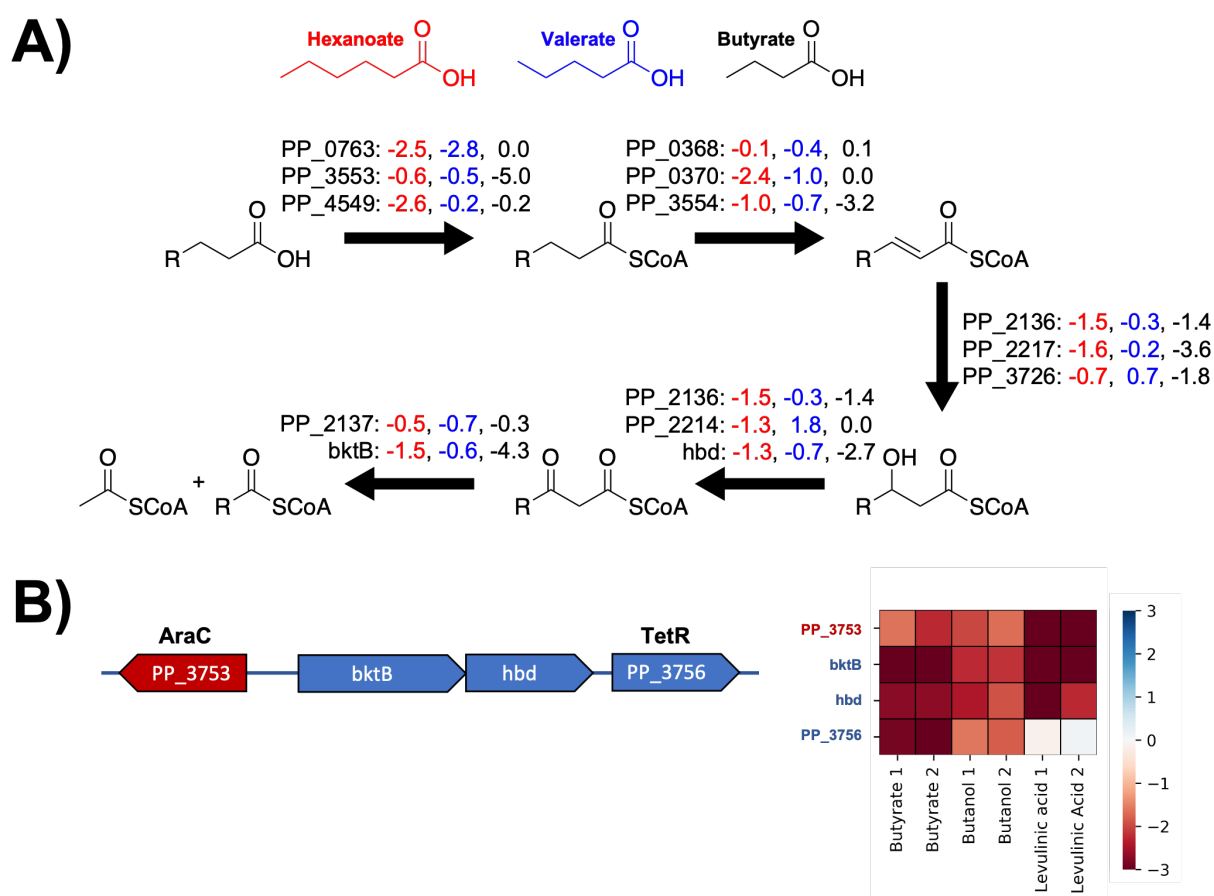 A)
Hexanoate
Valerate
Butyrate
O
OH
O
OH
O
OH
PP_0763: -2.5, -2.8, 0.0
PP_3553: -0.6, -0.5, -5.0
PP_4549: -2.6, -0.2, -0.2
PP_0368: -0.1, -0.4, 0.1
PP_0370: -2.4, -1.0, 0.0
PP_3554: -1.0, -0.7, -3.2
O
R
OH
O
R
SCoA
O
R
SCoA
PP_2136: -1.5, -0.3, -1.4
PP_2217: -1.6, -0.2, -3.6
PP_3726: -0.7, 0.7, -1.8
PP_2136: -1.5, -0.3, -1.4
PP_2214: -1.3, 1.8, 0.0
hbd: -1.3, -0.7, -2.7
PP_2137: -0.5, -0.7, -0.3
bktB: -1.5, -0.6, -4.3
O
SCoA
+
O
R
SCoA
O
O
R
SCoA
OH
O
R
SCoA
B)
AraC
TetR
PP_3753
bktB
hbd
PP_3756
PP_3753
bktB
hbd
PP_3756
Butyrate 1
Butyrate 2
Butanol 1
Butanol 2
Levulinic acid 1
Levulinic Acid 2
3
2
1
0
−1
−2
−3